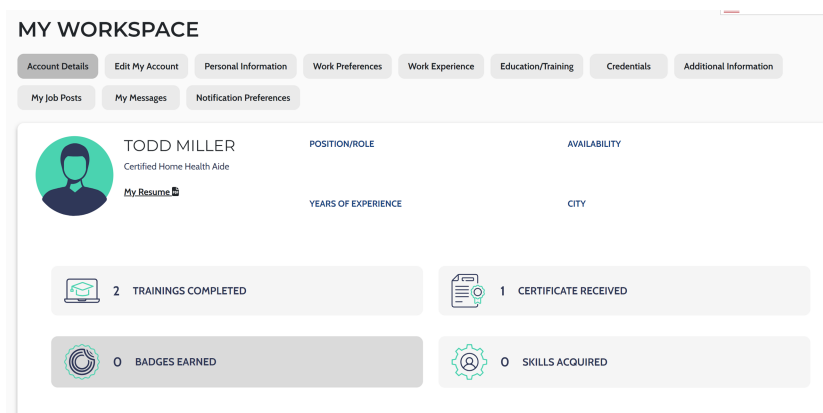 MY WORKSPACE
Account Details Edit My Account Personal Information Work Preferences Work Experience Education/Training Credentials Additional Information
My Job Posts My Messages Notification Preferences
TODD MILLER
Certified Home Health Aide
My Resume
POSITION/ROLE
AVAILABILITY
YEARS OF EXPERIENCE
CITY
2 TRAININGS COMPLETED
1 CERTIFICATE RECEIVED
0 BADGES EARNED
0 SKILLS ACQUIRED